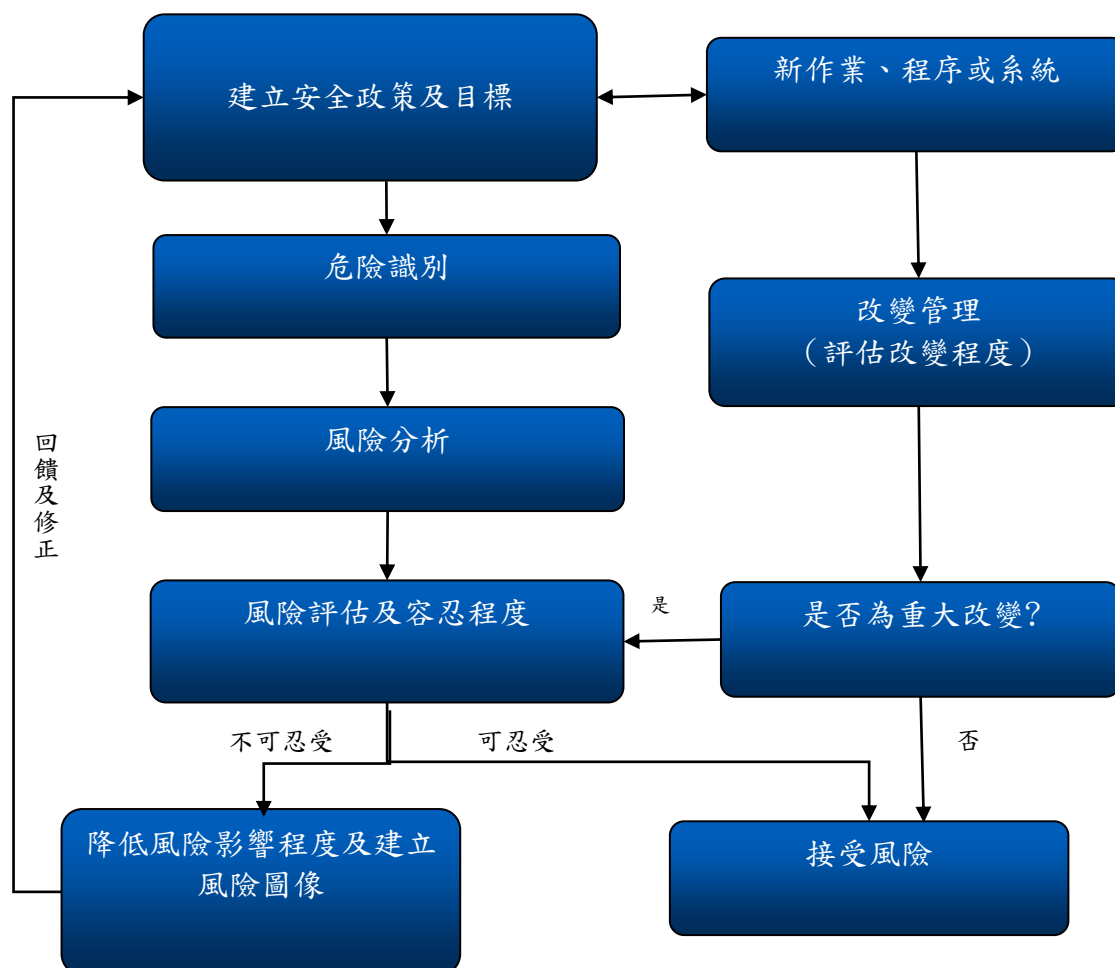 建立安全政策及目標
新作業、程序或系統
危險識別
改變管理
（評估改變程度）
風險分析
回饋及修正
風險評估及容忍程度
是
是否為重大改變?
不可忍受
可忍受
否
降低風險影響程度及建立
風險圖像
接受風險